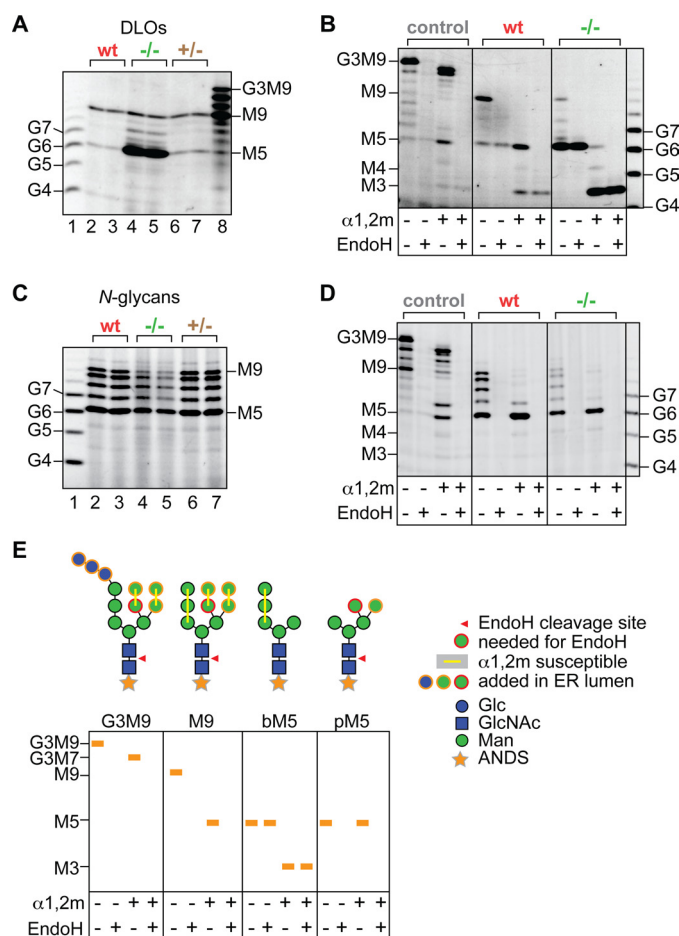 A
DLOs
wt -/- +/-
G3M9
M9
M5
G7
G6
G5
G4
1 2 3 4 5 6 7 8
B
control wt -/-
G3M9
M9
M5
M4
M3
G7
G6
G5
G4
α1,2m - - + + - - + + - - + +
EndoH - + - + - + - + - + - +
C
N-glycans
wt -/- +/-
M9
M5
G7
G6
G5
G4
1 2 3 4 5 6 7
D
control wt -/-
G3M9
M9
M5
M4
M3
G7
G6
G5
G4
α1,2m - - + + - - + + - - + +
EndoH - + - + - + - + - + - +
E
EndoH cleavage site
needed for EndoH
α1,2m susceptible
added in ER lumen
Glc
GlcNAc
Man
ANDS
G3M9 M9 bM5 pM5
G3M9
G3M7
M9
M5
M3
α1,2m - - + + - - + + - - + + - - + +
EndoH - + - + - + - + - + - + - + - +